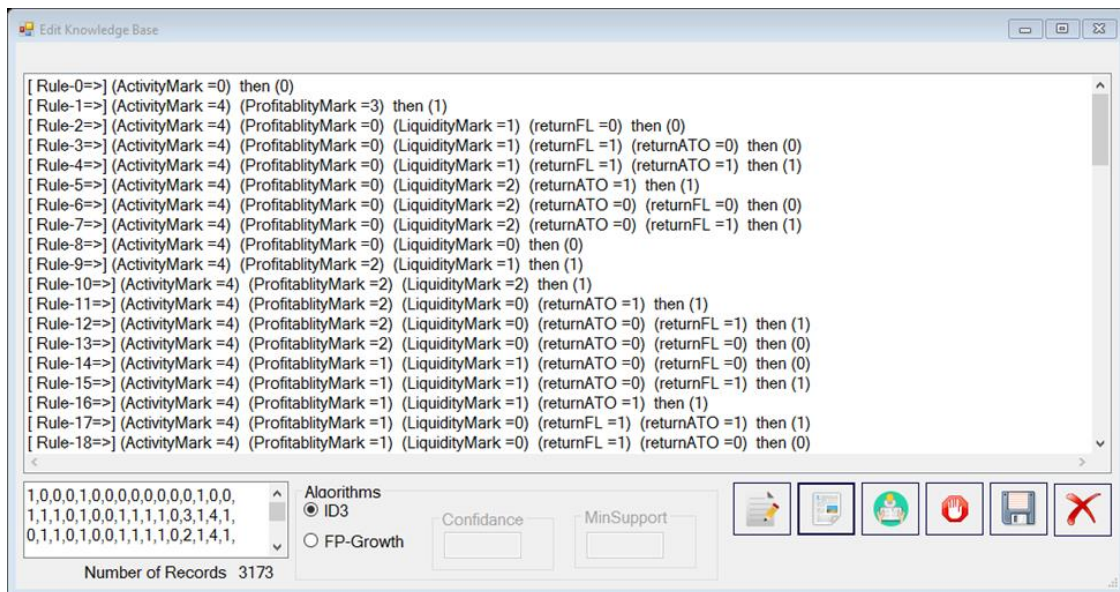 Edit Knowledge Base
[ Rule-0=>] (ActivityMark =0) then (0)
[ Rule-1=>] (ActivityMark =4) (ProfitablityMark =3) then (1)
[ Rule-2=>] (ActivityMark =4) (ProfitablityMark =0) (LiquidityMark =1) (returnFL =0) then (0)
[ Rule-3=>] (ActivityMark =4) (ProfitablityMark =0) (LiquidityMark =1) (returnFL =1) (returnATO =0) then (0)
[ Rule-4=>] (ActivityMark =4) (ProfitablityMark =0) (LiquidityMark =1) (returnFL =1) (returnATO =1) then (1)
[ Rule-5=>] (ActivityMark =4) (ProfitablityMark =0) (LiquidityMark =2) (returnATO =1) then (1)
[ Rule-6=>] (ActivityMark =4) (ProfitablityMark =0) (LiquidityMark =2) (returnATO =0) (returnFL =0) then (0)
[ Rule-7=>] (ActivityMark =4) (ProfitablityMark =0) (LiquidityMark =2) (returnATO =0) (returnFL =1) then (1)
[ Rule-8=>] (ActivityMark =4) (ProfitablityMark =0) (LiquidityMark =0) then (0)
[ Rule-9=>] (ActivityMark =4) (ProfitablityMark =2) (LiquidityMark =1) then (1)
[ Rule-10=>] (ActivityMark =4) (ProfitablityMark =2) (LiquidityMark =2) then (1)
[ Rule-11=>] (ActivityMark =4) (ProfitablityMark =2) (LiquidityMark =0) (returnATO =1) then (1)
[ Rule-12=>] (ActivityMark =4) (ProfitablityMark =2) (LiquidityMark =0) (returnATO =0) (returnFL =1) then (1)
[ Rule-13=>] (ActivityMark =4) (ProfitablityMark =2) (LiquidityMark =0) (returnATO =0) (returnFL =0) then (0)
[ Rule-14=>] (ActivityMark =4) (ProfitablityMark =1) (LiquidityMark =1) (returnATO =0) (returnFL =0) then (0)
[ Rule-15=>] (ActivityMark =4) (ProfitablityMark =1) (LiquidityMark =1) (returnATO =0) (returnFL =1) then (1)
[ Rule-16=>] (ActivityMark =4) (ProfitablityMark =1) (LiquidityMark =1) (returnATO =1) then (1)
[ Rule-17=>] (ActivityMark =4) (ProfitablityMark =1) (LiquidityMark =0) (returnFL =1) (returnATO =1) then (1)
[ Rule-18=>] (ActivityMark =4) (ProfitablityMark =1) (LiquidityMark =0) (returnFL =1) (returnATO =0) then (0)
1,0,0,0,1,0,0,0,0,0,0,0,0,1,0,0,
1,1,1,0,1,0,0,1,1,1,1,0,3,1,4,1,
0,1,1,0,1,0,0,1,1,1,1,0,2,1,4,1,
Number of Records 3173
Algorithms
ID3
FP-Growth
Confidance
MinSupport